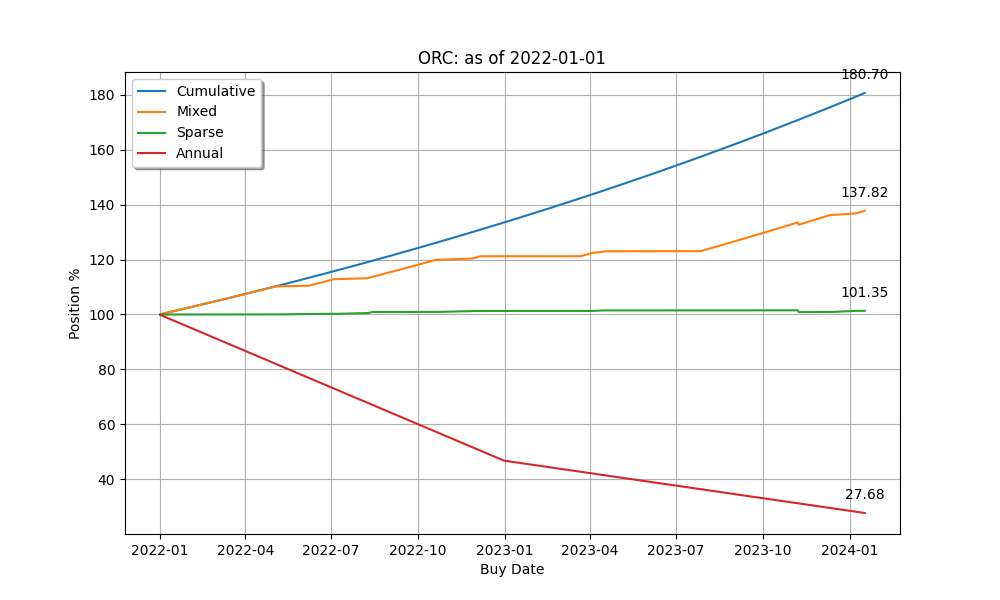 ORC: as of 2022-01-01
180.70
Cumulative
Mixed
Sparse
Annual
137.82
101.35
27.68
Position %
180
160
140
120
100
80
60
40
2022-01 2022-04 2022-07 2022-10 2023-01 2023-04 2023-07 2023-10 2024-01
Buy Date